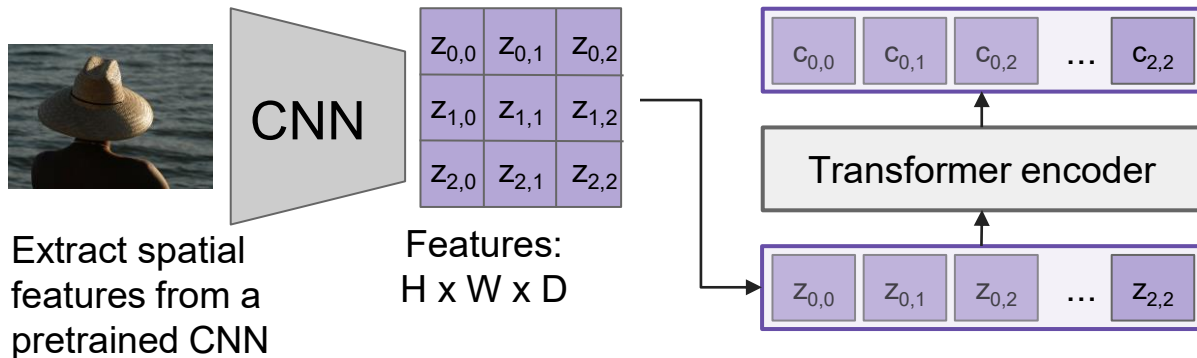 CNN
z0,0 z0,1 z0,2
z1,0 z1,1 z1,2
z2,0 z2,1 z2,2
Extract spatial
features from a
pretrained CNN
Features:
H x W x D
c0,0 c0,1 c0,2 ... c2,2
Transformer encoder
z0,0 z0,1 z0,2 ... z2,2